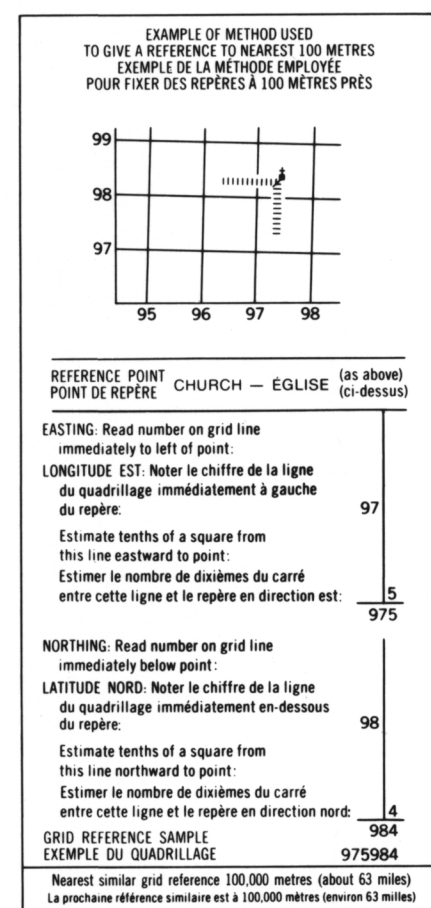 EXAMPLE OF METHOD USED
TO GIVE A REFERENCE TO NEAREST 100 METRES
EXEMPLE DE LA MÉTHODE EMPLOYÉE
POUR FIXER DES REPÈRES À 100 MÈTRES PRÈS
99
98
97
95 96 97 98
REFERENCE POINT
POINT DE REPÈRE
CHURCH — ÉGLISE
(as above)
(ci-dessus)
EASTING: Read number on grid line
immediately to left of point:
LONGITUDE EST: Noter le chiffre de la ligne
du quadrillage immédiatement à gauche
du repère: 97
Estimate tenths of a square from
this line eastward to point:
Estimer le nombre de dixièmes du carré
entre cette ligne et le repère en direction est: 5
975
NORTHING: Read number on grid line
immediately below point:
LATITUDE NORD: Noter le chiffre de la ligne
du quadrillage immédiatement en-dessous
du repère: 98
Estimate tenths of a square from
this line northward to point:
Estimer le nombre de dixièmes du carré
entre cette ligne et le repère en direction nord: 4
984
GRID REFERENCE SAMPLE
EXEMPLE DU QUADRILLAGE 975984
Nearest similar grid reference 100,000 metres (about 63 miles)
La prochaine référence similaire est à 100,000 mètres (environ 63 milles)